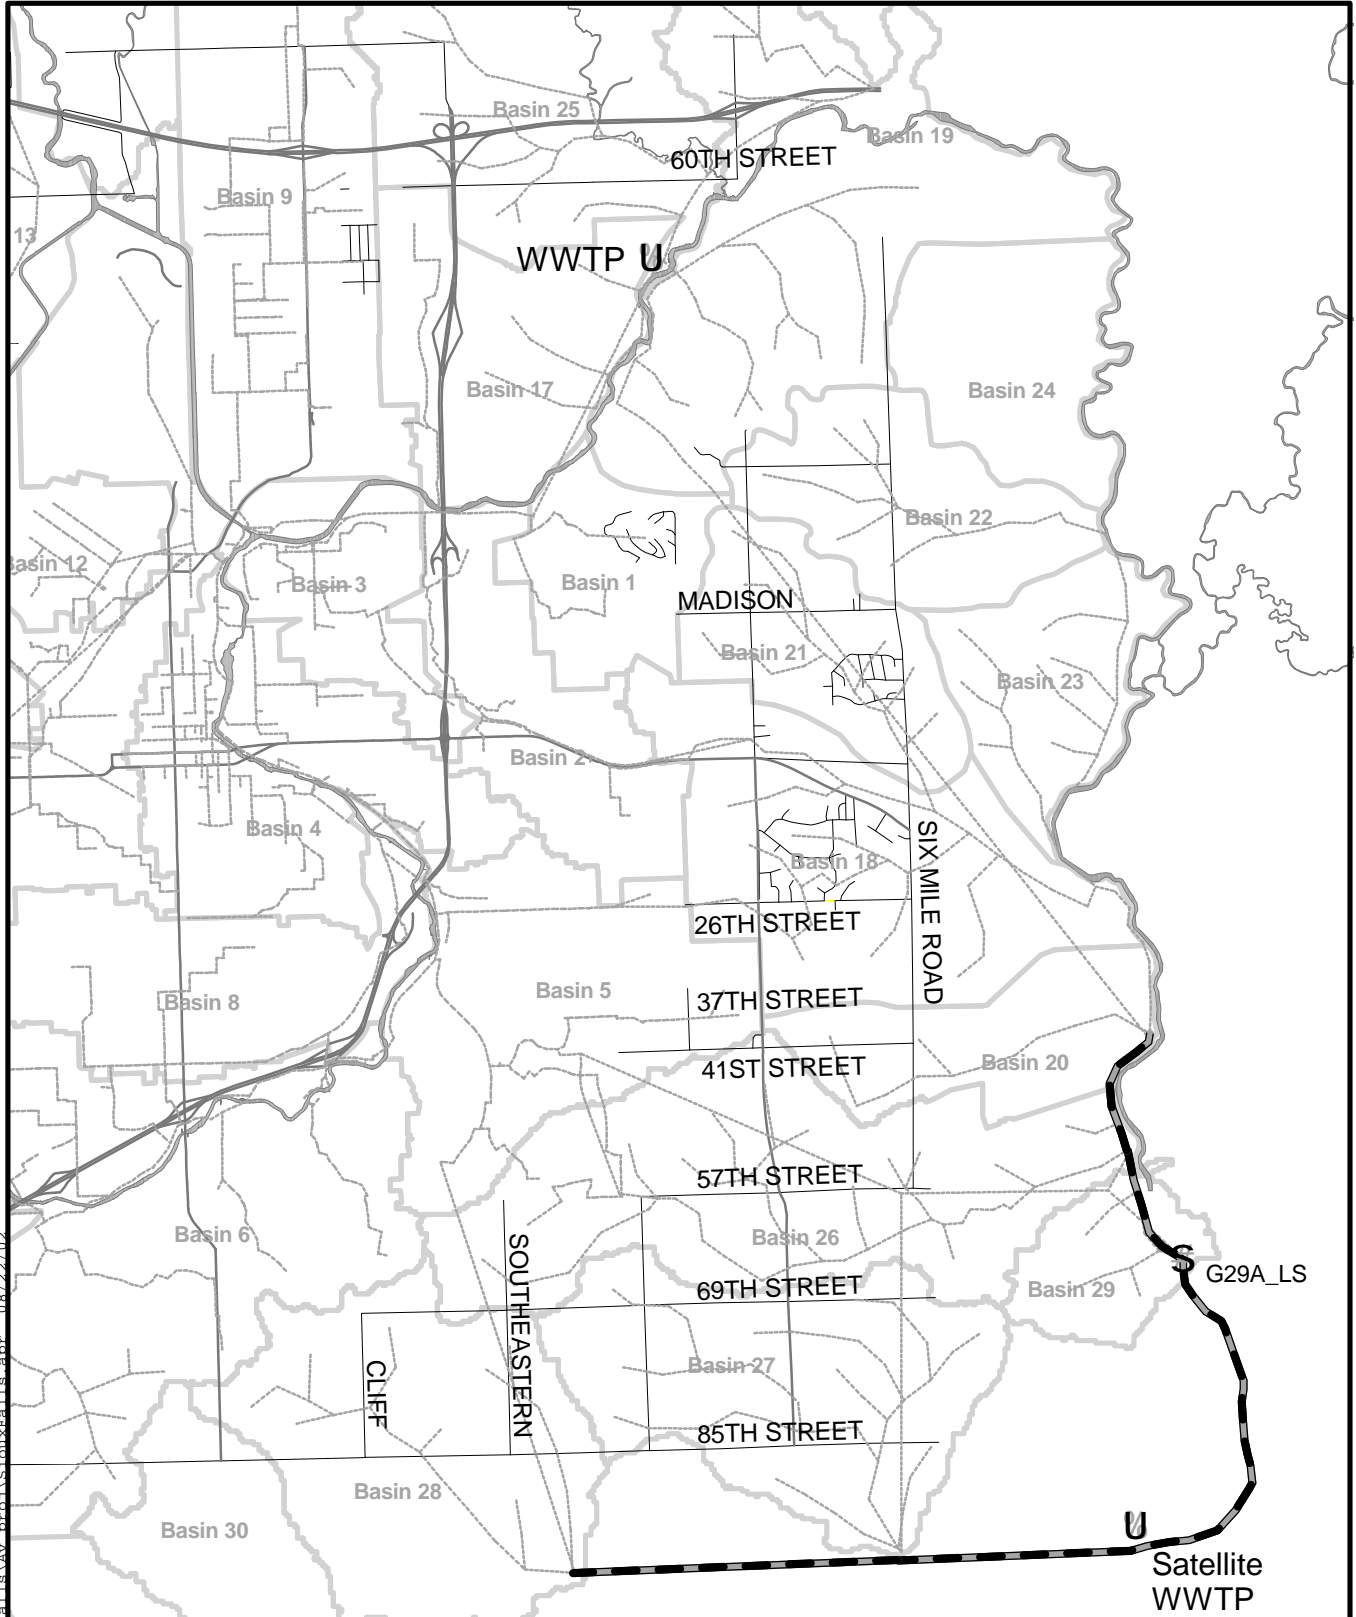 Basin 25
Basin 19
60TH STREET
Basin 9
13
WWTP U
Basin 17
Basin 24
Basin 22
Basin 12
Basin 3
Basin 1
MADISON
Basin 21
Basin 23
Basin 2
Basin 4
Basin 18
SIX MILE ROAD
26TH STREET
Basin 5
37TH STREET
Basin 8
41ST STREET
Basin 20
57TH STREET
Basin 6
Basin 26
SOUTHEASTERN
S
G29A_LS
69TH STREET
Basin 29
Basin 27
CLIFF
85TH STREET
Basin 28
Basin 30
U
Satellite
WWTP
08/22/02